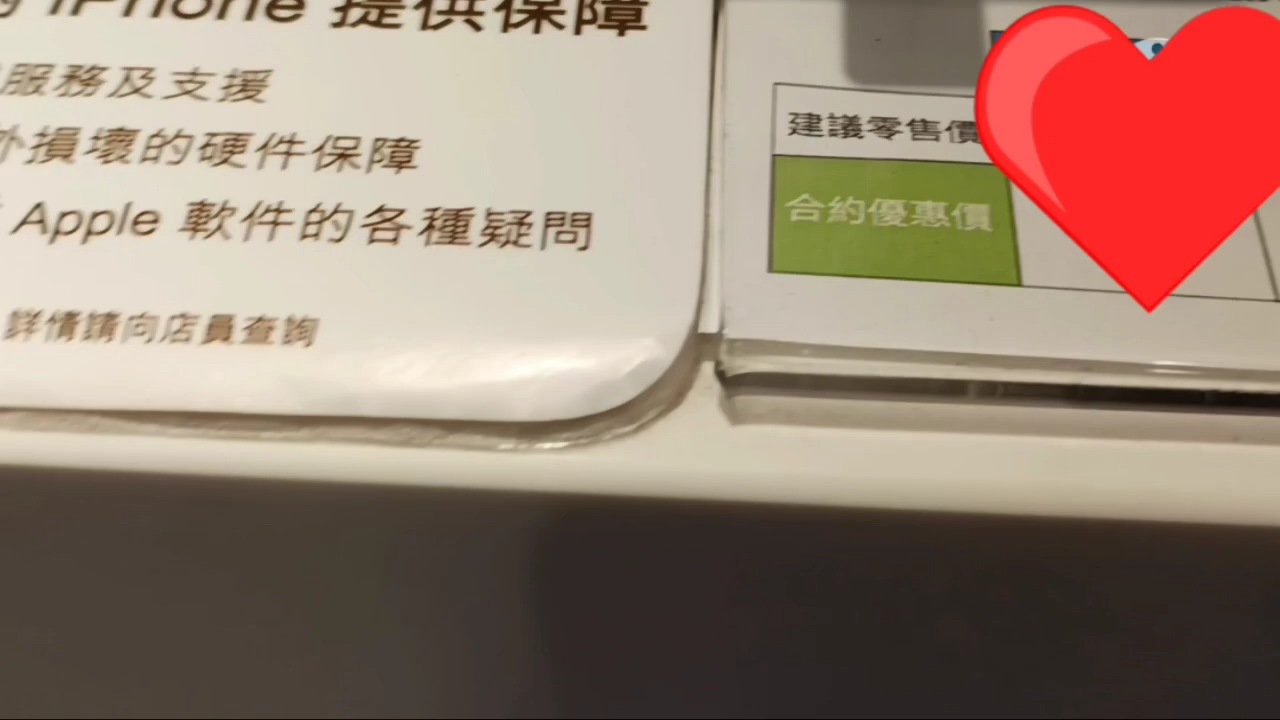 iPhone 提供保障
服務及支援
外損壞的硬件保障
Apple 軟件的各種疑問
詳情請向店員查詢
建議零售價
合約優惠價